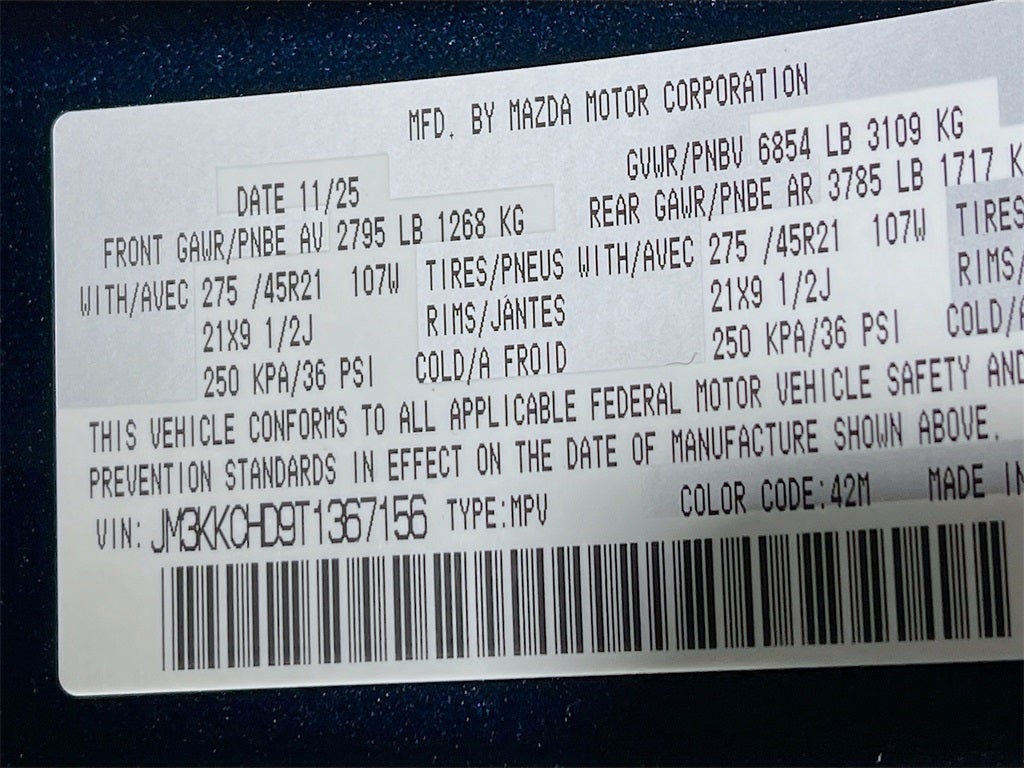 MFD. BY MAZDA MOTOR CORPORATION
DATE 11/25 GVWR/PNBV 6854 LB 3109 KG
FRONT GAWR/PNBE AV 2795 LB 1268 KG REAR GAWR/PNBE AR 3785 LB 1717 K
WITH/AVEC 275 /45R21 107W TIRES/PNEUS WITH/AVEC 275 /45R21 107W TIRES
21X9 1/2J RIMS/JANTES 21X9 1/2J RIMS/
250 KPA/36 PSI COLD/A FROID 250 KPA/36 PSI COLD/A
THIS VEHICLE CONFORMS TO ALL APPLICABLE FEDERAL MOTOR VEHICLE SAFETY AND
PREVENTION STANDARDS IN EFFECT ON THE DATE OF MANUFACTURE SHOWN ABOVE.
VIN: JM3KKCHD9T1367156 TYPE:MPV COLOR CODE:42M MADE IN